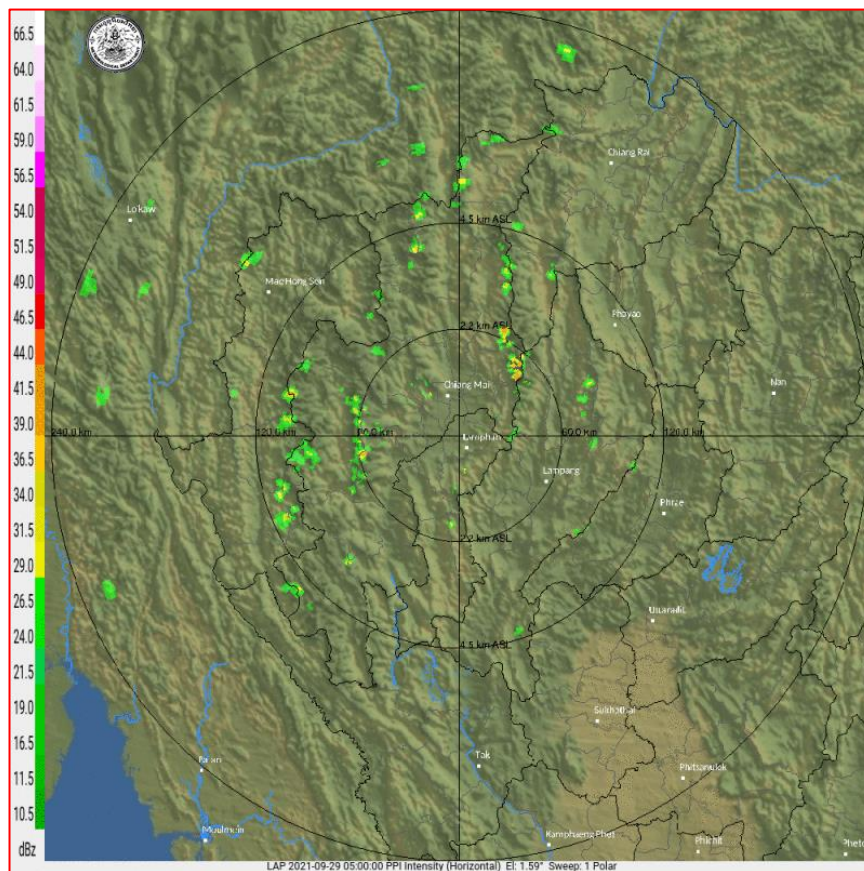 66.5
64.0
61.5
59.0
56.5
54.0
51.5
49.0
46.5
44.0
41.5
39.0
36.5
34.0
31.5
29.0
26.5
24.0
21.5
19.0
16.5
14.0
11.5
10.5
dBz
Chiang Rai
Loikaw
4.5 km ASL
Mae Hong Son
Phayao
2.2 km ASL
Chiang Mai
Nan
240.0 km
120.0 km
60.0 km
60.0 km
120.0 km
Lamphun
Lampang
Phrae
2.2 km ASL
Uttaradit
4.5 km ASL
Sukhothai
Tak
Pa'an
Phitsanulok
Moulmein
Kamphaeng Phet
Phichit
Phetc
LAP 2021-09-29 05:00:00 PPI Intensity (Horizontal) El: 1.59° Sweep: 1 Polar